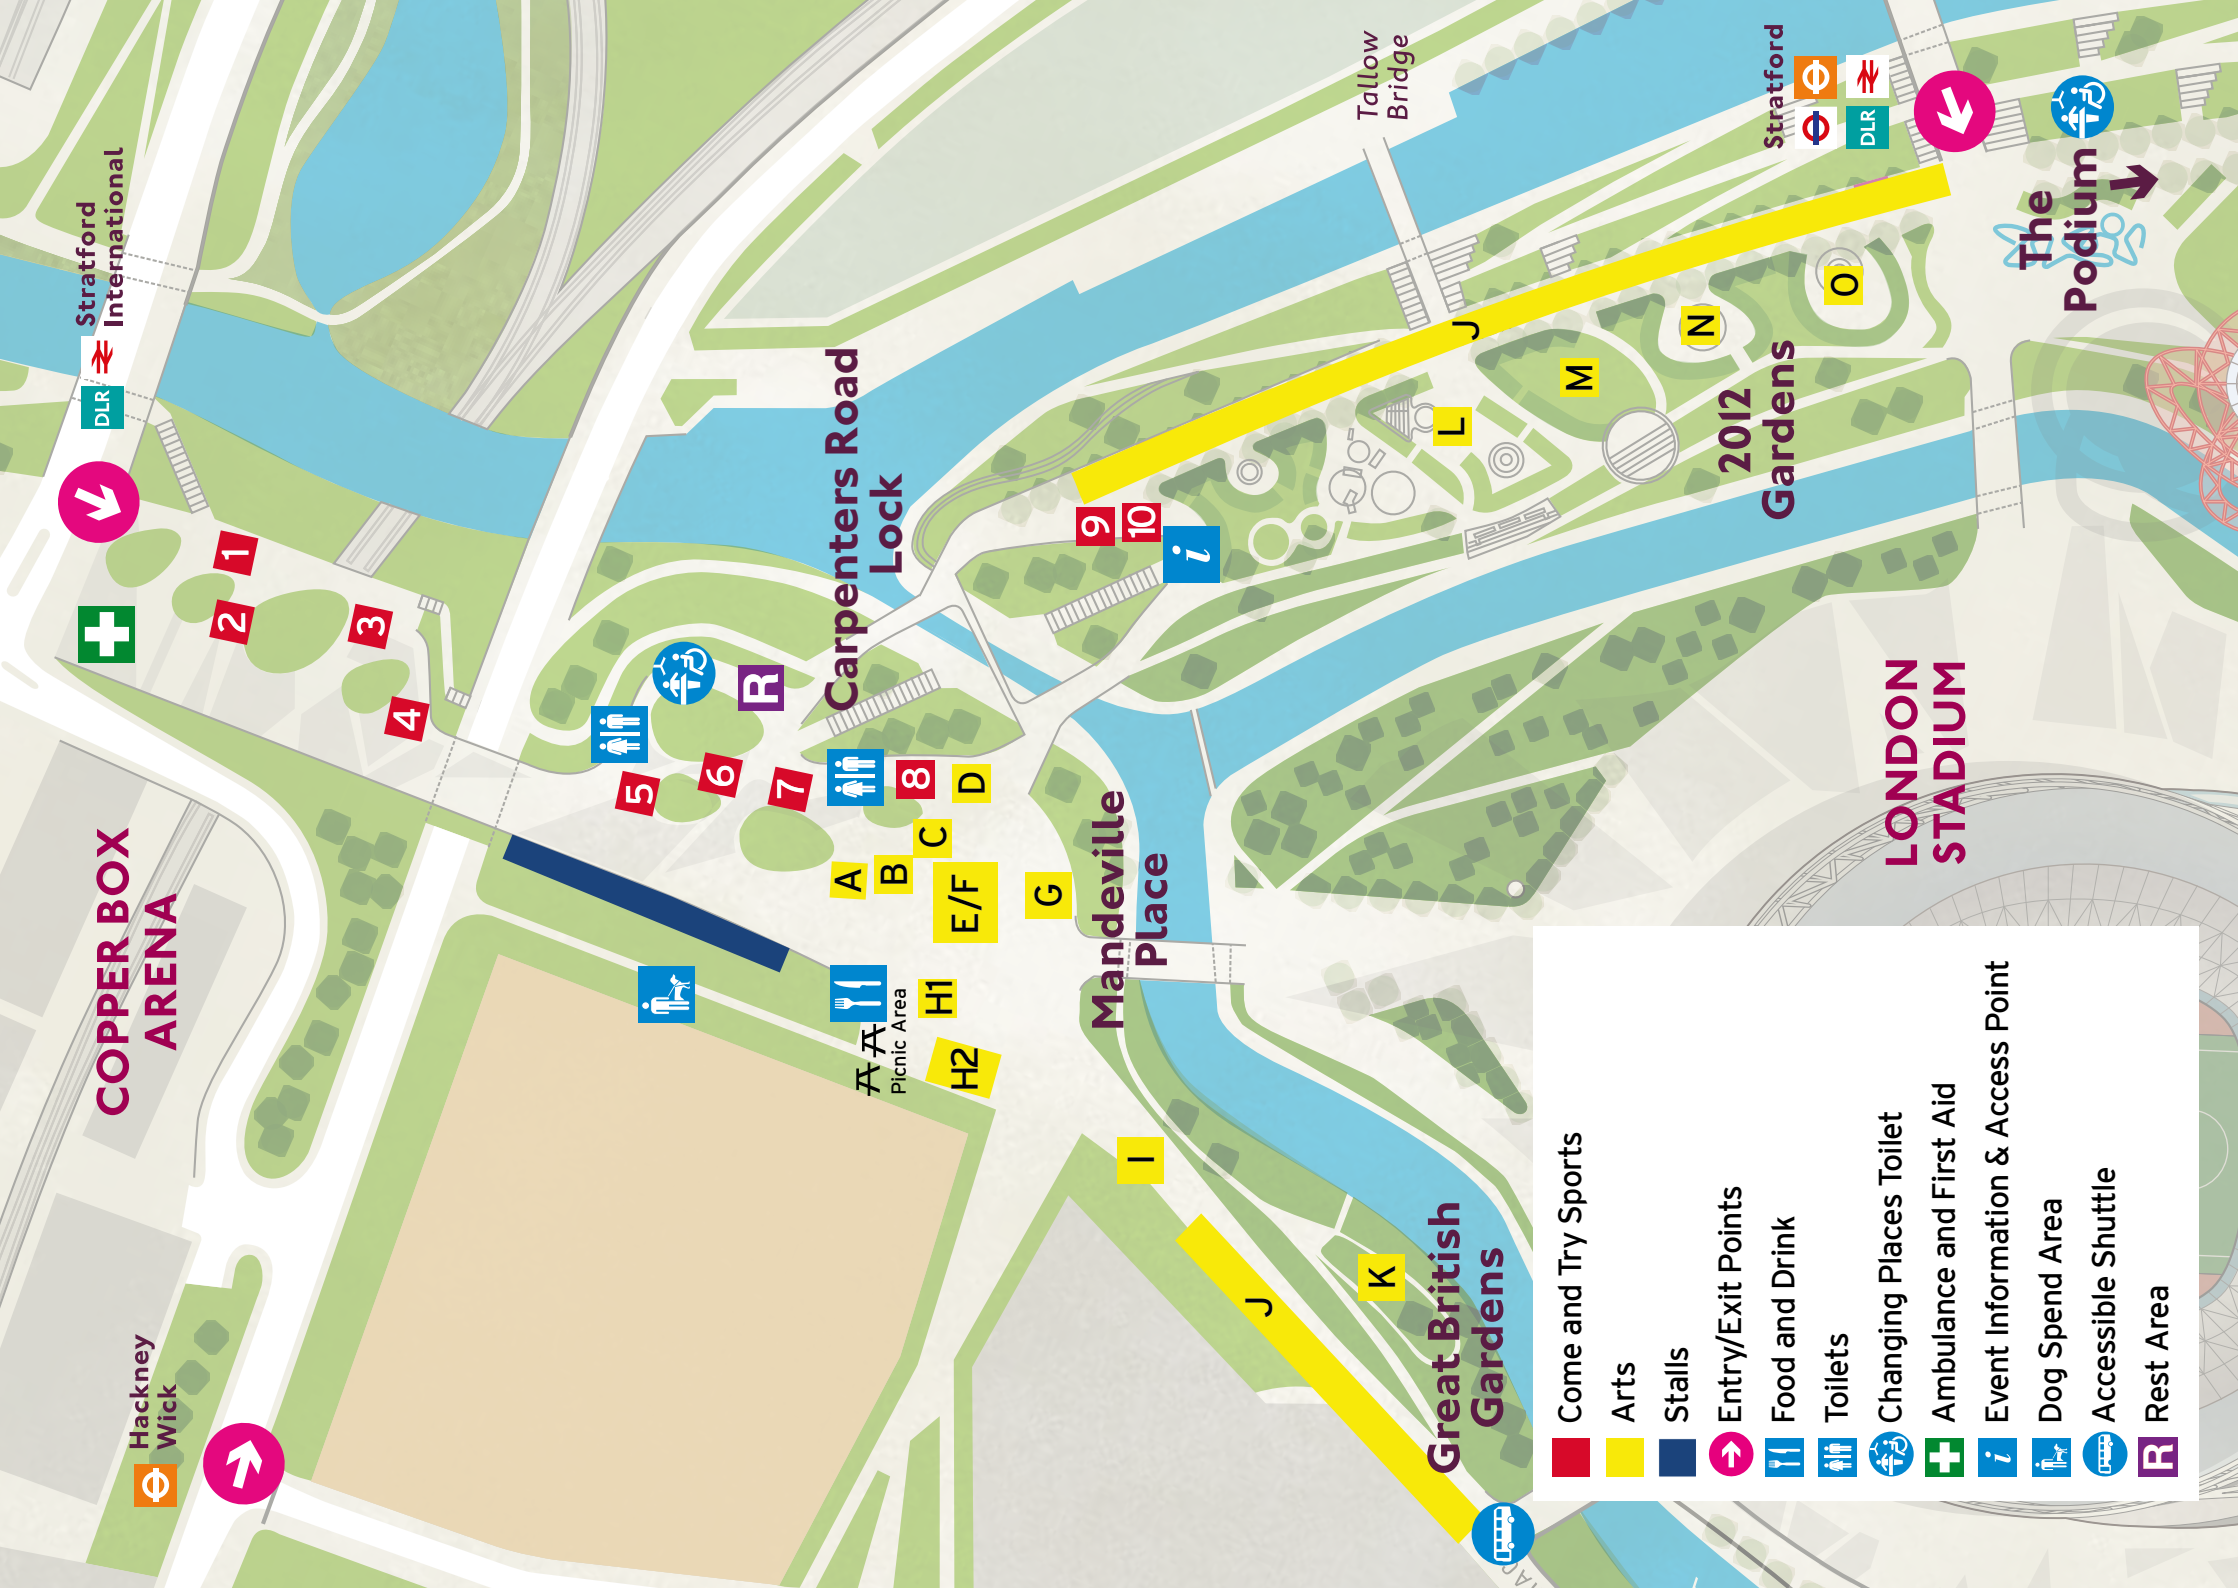 Hackney
Wick
COPPER BOX
ARENA
DLR
Stratford
International
1
2
3
4
5
6
7
8
9
10
R
Carpenters Road
Lock
A
B
C
D
E/F
G
H1
H2
Picnic Area
I
J
K
Mandeville
Place
Great British
Gardens
i
J
L
M
N
O
2012
Gardens
Tallow
Bridge
Stratford
DLR
The
Podium
LONDON
STADIUM
Come and Try Sports
Arts
Stalls
Entry/Exit Points
Food and Drink
Toilets
Changing Places Toilet
Ambulance and First Aid
i Event Information & Access Point
Dog Spend Area
Accessible Shuttle
R Rest Area